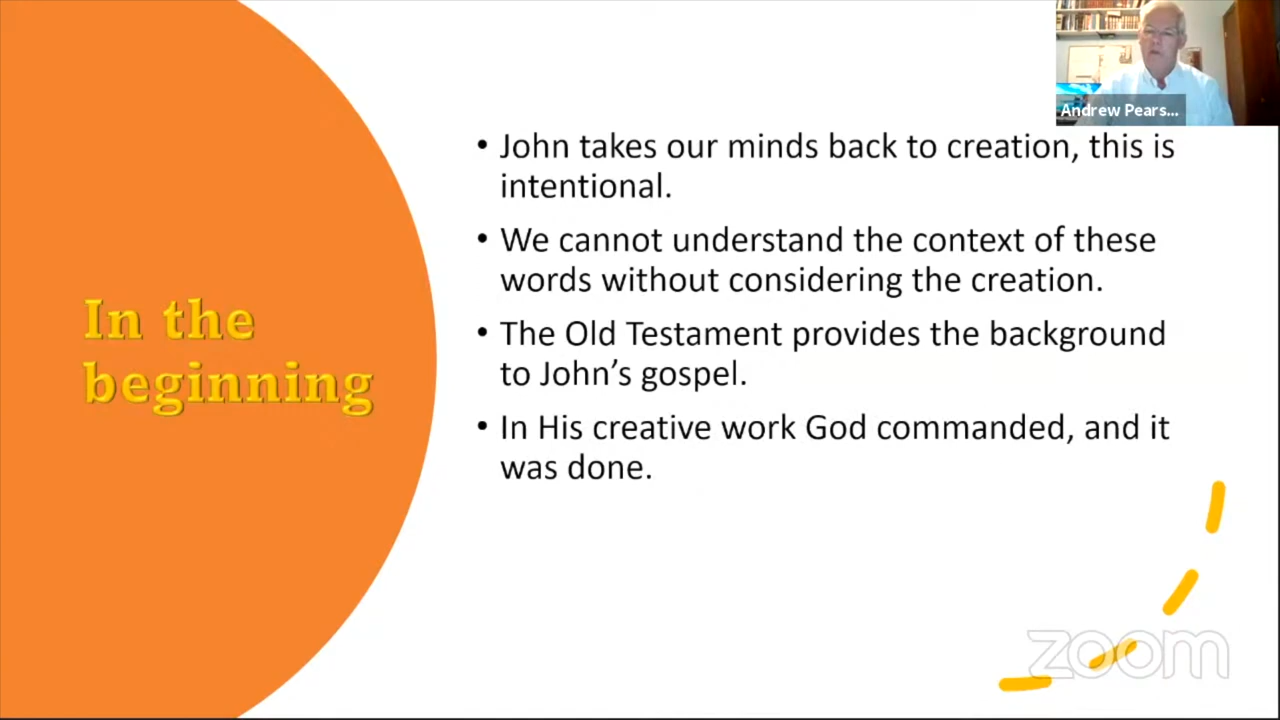 Andrew Pears...
• John takes our minds back to creation, this is
intentional.
• We cannot understand the context of these
words without considering the creation.
In the
beginning
• The Old Testament provides the background
to John’s gospel.
• In His creative work God commanded, and it
was done.
zoom